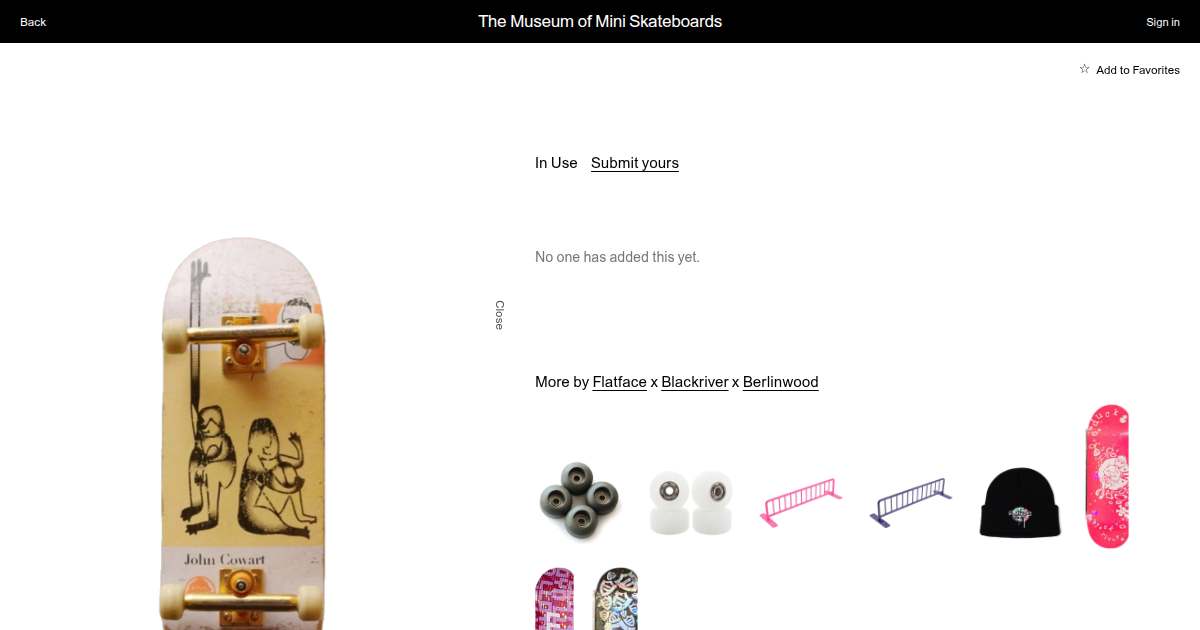 Back
The Museum of Mini Skateboards
Sign in
☆ Add to Favorites
In Use Submit yours
No one has added this yet.
Close
More by Flatface x Blackriver x Berlinwood
John Cowart